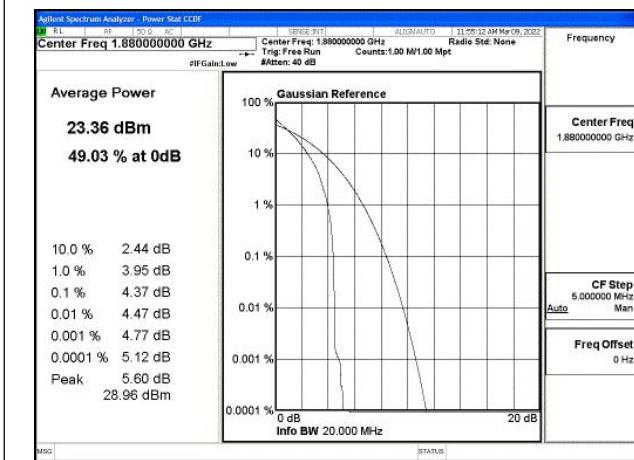 Agilent Spectrum Analyzer - Power Stat CCDF
RL RF 50 Ω AC SENSE:INT ALIGN AUTO 11:55:12 AM Mar 09, 2022
Center Freq 1.880000000 GHz
Center Freq: 1.880000000 GHz Radio Std: None
Trig: Free Run Counts:1.00 M/1.00 Mpt
#IFGain:Low #Atten: 40 dB
Frequency
Average Power
23.36 dBm
49.03 % at 0dB
10.0 % 2.44 dB
1.0 % 3.95 dB
0.1 % 4.37 dB
0.01 % 4.47 dB
0.001 % 4.77 dB
0.0001 % 5.12 dB
Peak 5.60 dB
28.96 dBm
Gaussian Reference
100 %
10 %
1 %
0.1 %
0.01 %
0.001 %
0.0001 %
0 dB 20 dB
Info BW 20.000 MHz
Center Freq
1.880000000 GHz
CF Step
5.000000 MHz
Auto Man
Freq Offset
0 Hz
MSG STATUS